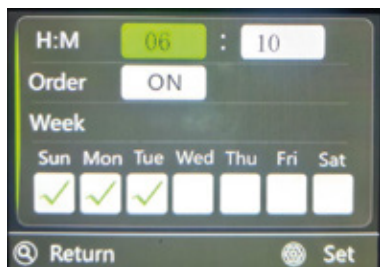 H:M 06 : 10
Order ON
Week
Sun Mon Tue Wed Thu Fri Sat
Return Set